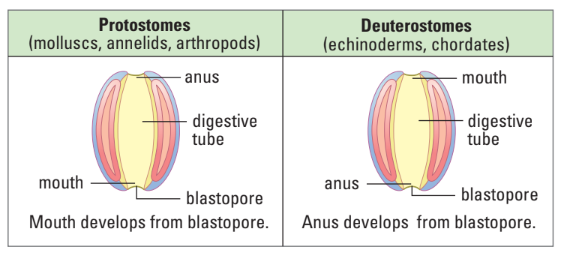 Protostomes
(molluscs, annelids, arthropods)
anus
digestive
tube
mouth
blastopore
Mouth develops from blastopore.
Deuterostomes
(echinoderms, chordates)
mouth
digestive
tube
anus
blastopore
Anus develops from blastopore.